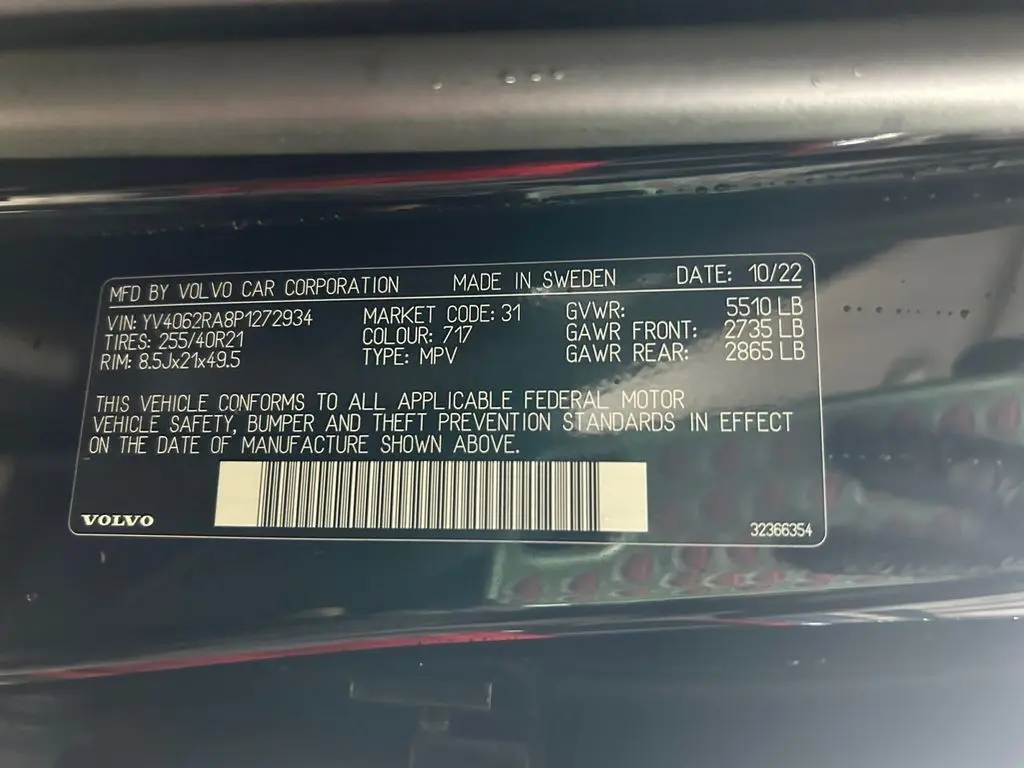 MFD BY VOLVO CAR CORPORATION MADE IN SWEDEN DATE: 10/22
VIN: YV4062RA8P1272934 MARKET CODE: 31 GVWR: 5510 LB
TIRES: 255/40R21 COLOUR: 717 GAWR FRONT: 2735 LB
RIM: 8.5Jx21x49.5 TYPE: MPV GAWR REAR: 2865 LB
THIS VEHICLE CONFORMS TO ALL APPLICABLE FEDERAL MOTOR
VEHICLE SAFETY, BUMPER AND THEFT PREVENTION STANDARDS IN EFFECT
ON THE DATE OF MANUFACTURE SHOWN ABOVE.
VOLVO 32366354